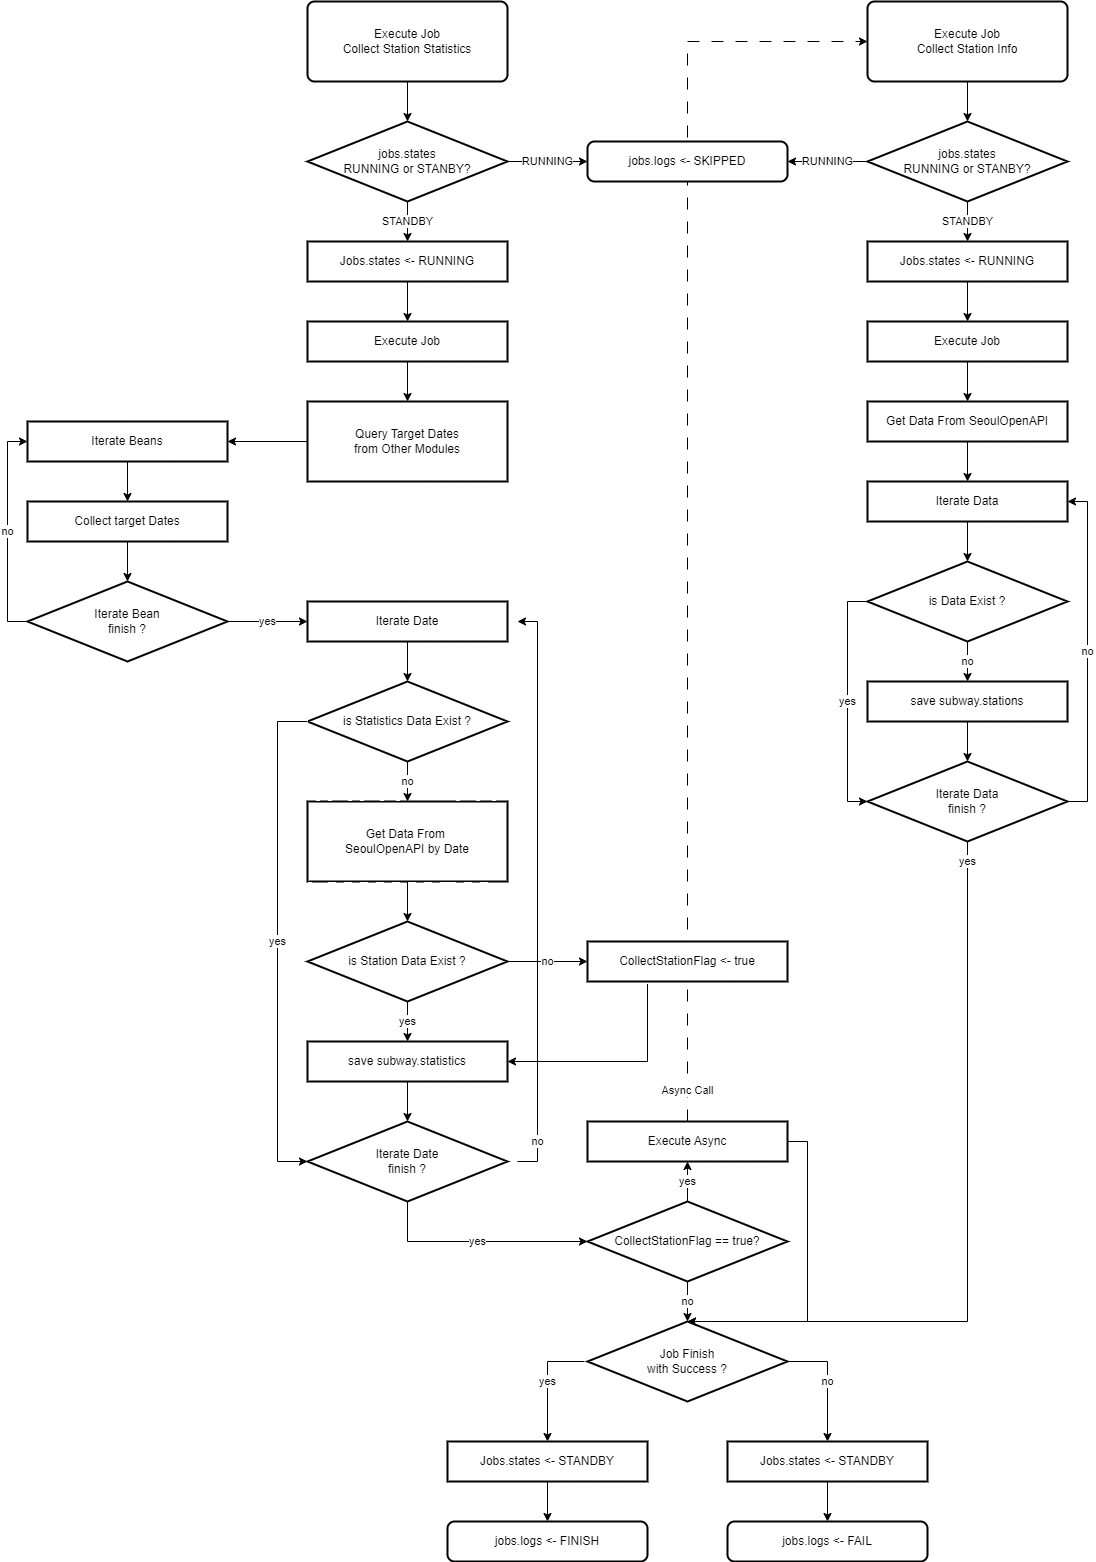 Execute Job
Collect Station Statistics
Execute Job
Collect Station Info
jobs.states
RUNNING or STANBY?
RUNNING
jobs.logs <- SKIPPED
RUNNING
jobs.states
RUNNING or STANBY?
STANDBY
STANDBY
Jobs.states <- RUNNING
Jobs.states <- RUNNING
Execute Job
Execute Job
Query Target Dates
from Other Modules
Get Data From SeoulOpenAPI
Iterate Beans
Iterate Data
Collect target Dates
no
Iterate Bean
finish ?
yes
Iterate Date
is Data Exist ?
no
no
is Statistics Data Exist ?
yes
save subway.stations
no
Iterate Data
finish ?
Get Data From
SeoulOpenAPI by Date
yes
yes
is Station Data Exist ?
no
CollectStationFlag <- true
yes
save subway.statistics
Async Call
Iterate Date
finish ?
no
Execute Async
yes
yes
CollectStationFlag == true?
no
Job Finish
with Success ?
yes
no
Jobs.states <- STANDBY
Jobs.states <- STANDBY
jobs.logs <- FINISH
jobs.logs <- FAIL